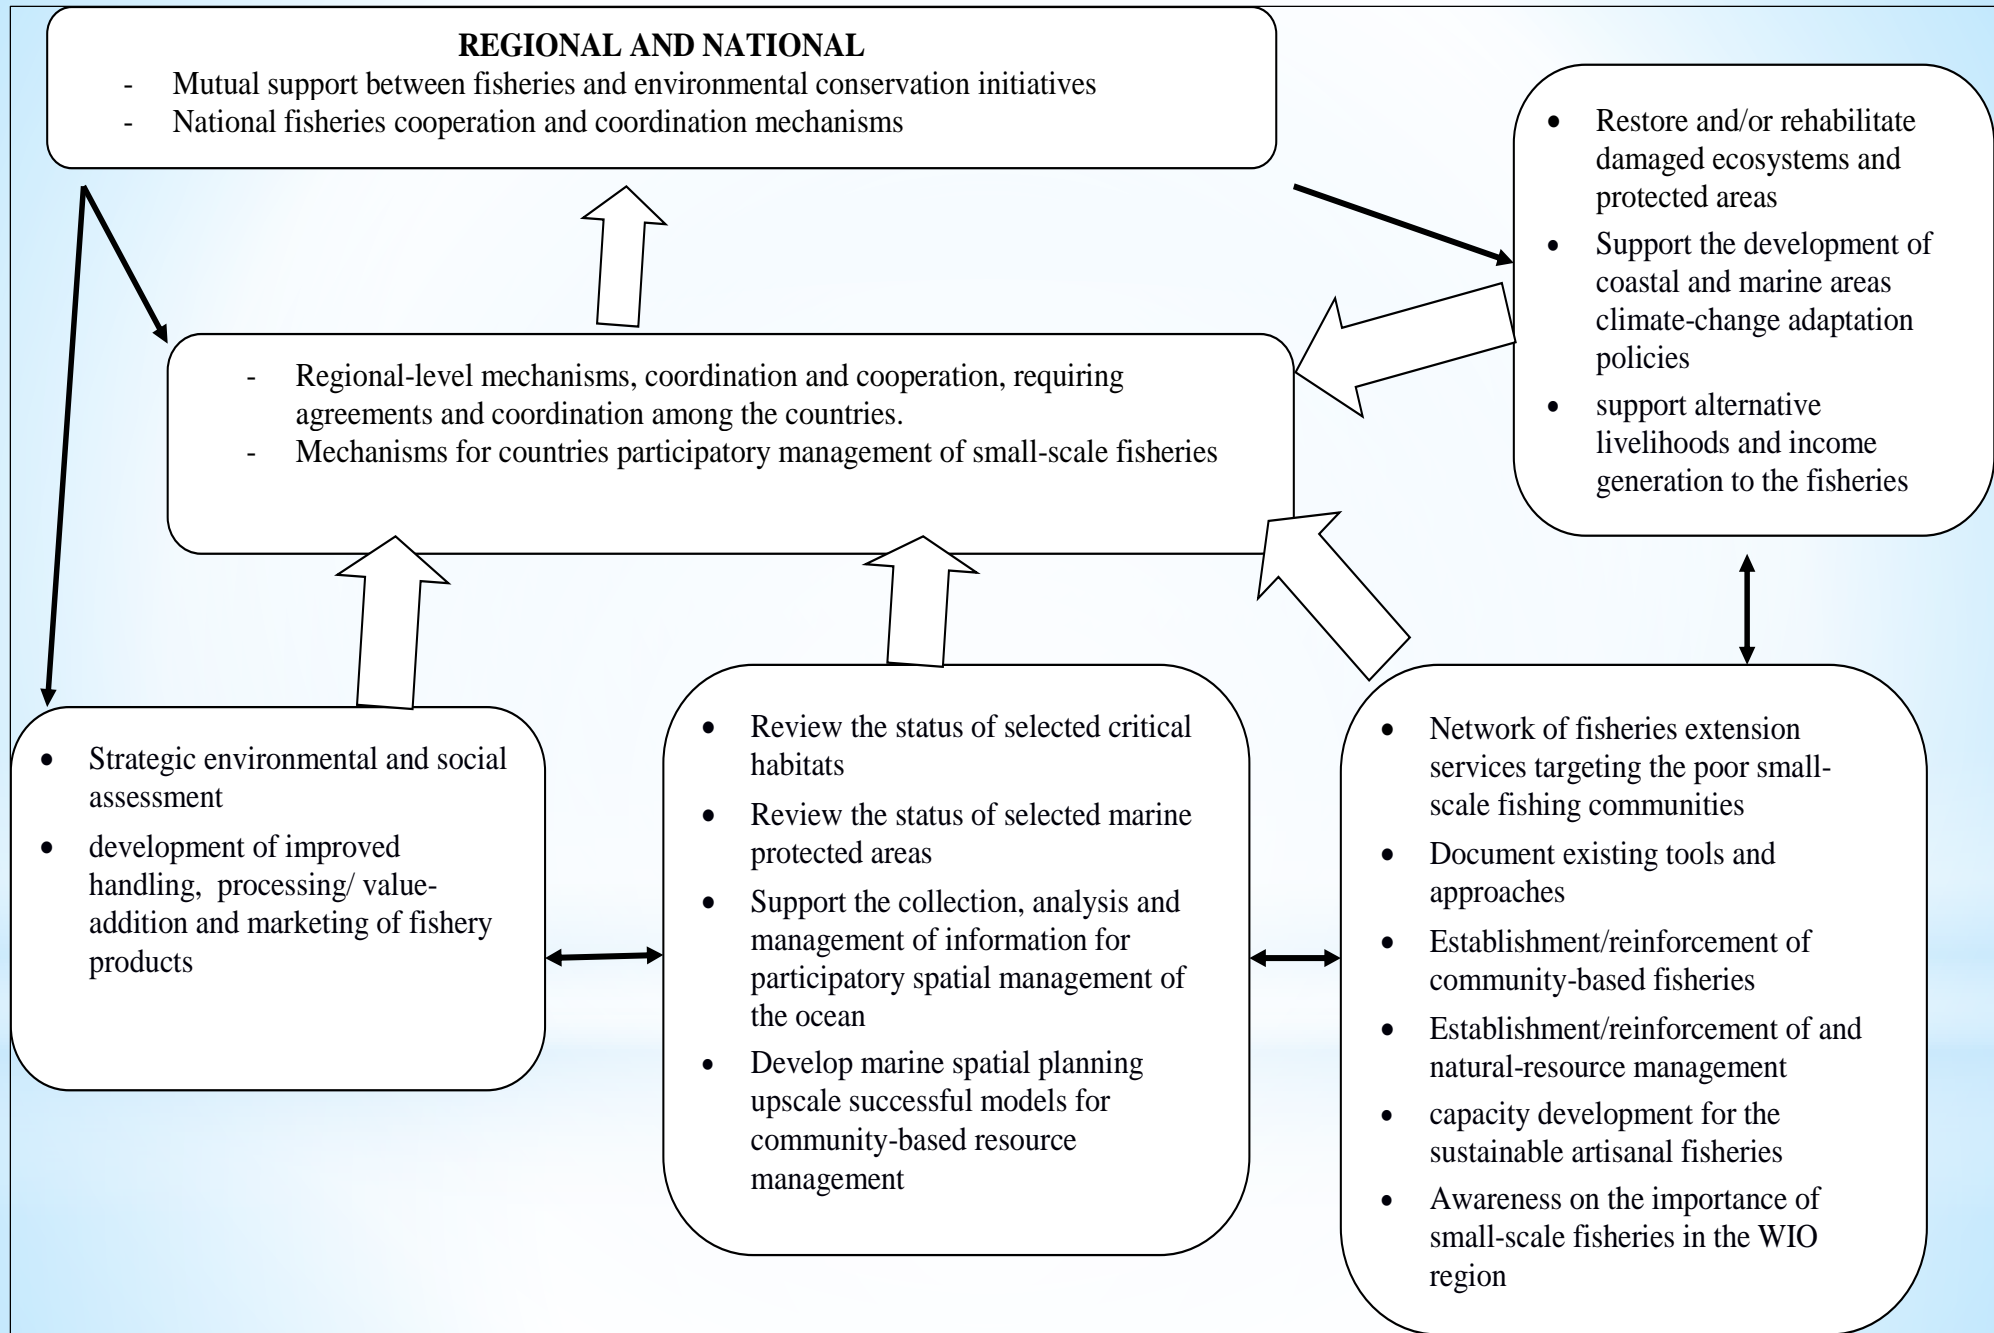 REGIONAL AND NATIONAL
- Mutual support between fisheries and environmental conservation initiatives
- National fisheries cooperation and coordination mechanisms
• Restore and/or rehabilitate
damaged ecosystems and
protected areas
• Support the development of
coastal and marine areas
climate-change adaptation
policies
• support alternative
livelihoods and income
generation to the fisheries
- Regional-level mechanisms, coordination and cooperation, requiring
agreements and coordination among the countries.
- Mechanisms for countries participatory management of small-scale fisheries
• Strategic environmental and social
assessment
• development of improved
handling, processing/ value-
addition and marketing of fishery
products
• Review the status of selected critical
habitats
• Review the status of selected marine
protected areas
• Support the collection, analysis and
management of information for
participatory spatial management of
the ocean
• Develop marine spatial planning
upscale successful models for
community-based resource
management
• Network of fisheries extension
services targeting the poor small-
scale fishing communities
• Document existing tools and
approaches
• Establishment/reinforcement of
community-based fisheries
• Establishment/reinforcement of and
natural-resource management
• capacity development for the
sustainable artisanal fisheries
• Awareness on the importance of
small-scale fisheries in the WIO
region